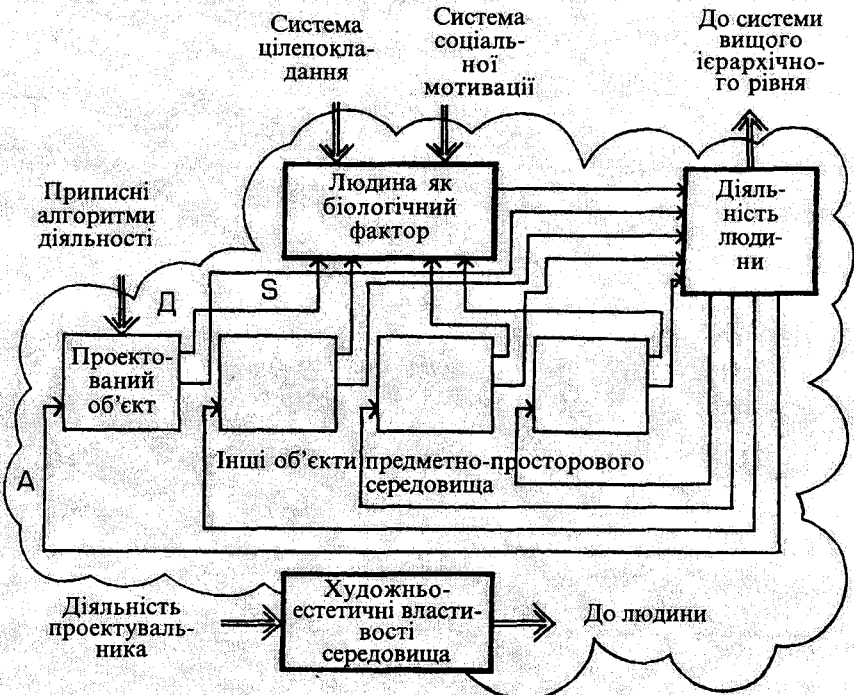 Система
цілепокла-
дання
Система
соціаль-
ної
мотивації
До системи
вищого
ієрархічно-
го рівня
Приписні
алгоритми
діяльності
Людина як
біологічний
фактор
Діяль-
ність
люди-
ни
Д
S
Проекто-
ваний
об'єкт
А
Інші об'єкти предметно-просторового
середовища
Діяльність
проектуваль-
ника
Художньо-
естетичні власти-
вості
середовища
До людини